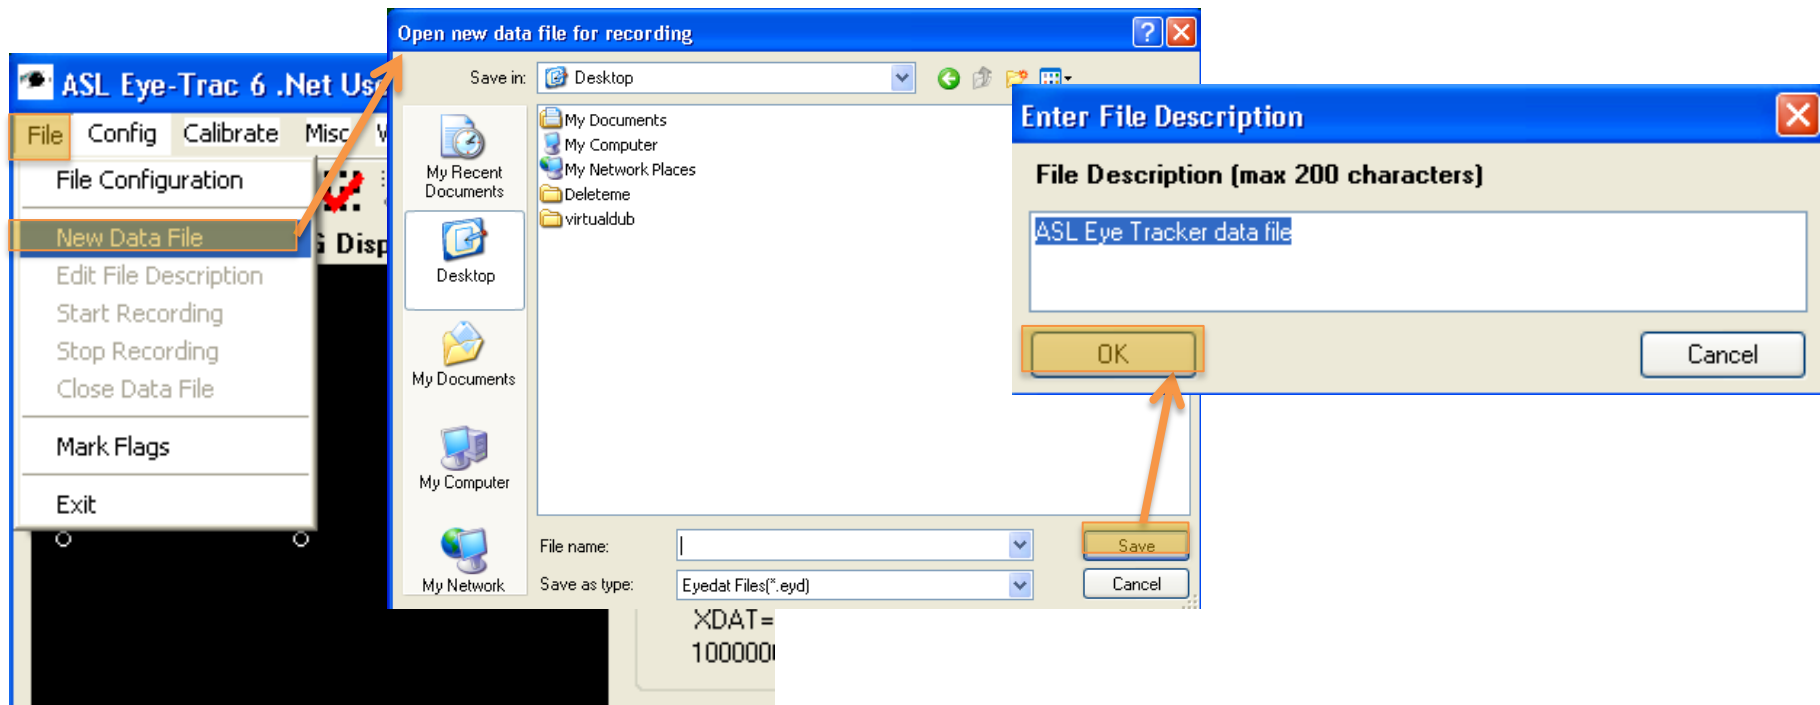 ASL Eye-Trac 6 .Net Use
File Config Calibrate Misc
File Configuration
New Data File
Edit File Description
Start Recording
Stop Recording
Close Data File
Mark Flags
Exit
G Disp
XDAT=
100000
Open new data file for recording
Save in: Desktop
My Recent Documents
Desktop
My Documents
My Computer
My Network
My Documents
My Computer
My Network Places
Deleteme
virtualdub
File name: Save
Save as type: Eyedat Files(*.eyd) Cancel
Enter File Description
File Description (max 200 characters)
ASL Eye Tracker data file
OK Cancel